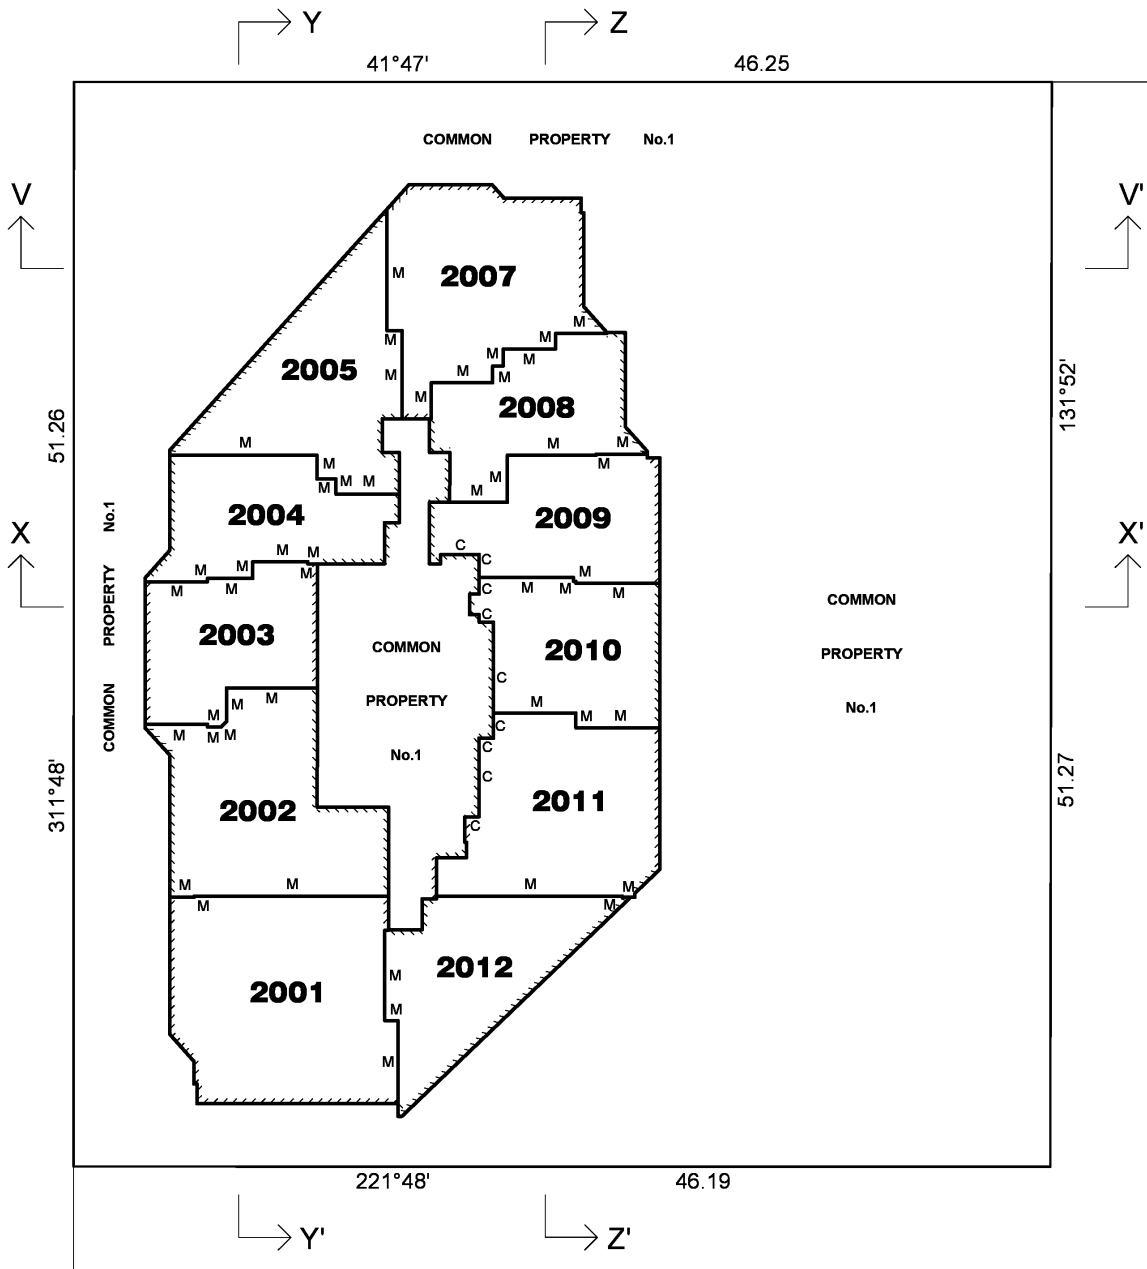 Y
Z
41°47'
46.25
COMMON PROPERTY No.1
V
V'
2007
M
M
M
M
M
2005
M
M
M
M
M
2008
131°52'
51.26
M
M
M
M
M
M
M M
M
M
M
2004
COMMON PROPERTY No.1
2009
X
X'
C
M
M
M
C
M
M
M
M
M
M
M
C
C
COMMON
2003
COMMON
2010
PROPERTY
PROPERTY
C
M
M
M
No.1
M
M
M
C
M
M
M
C
No.1
C
51.27
311°48'
2011
2002
C
M
M
M
M
M
M
2012
M
2001
M
M
221°48'
46.19
Y'
Z'